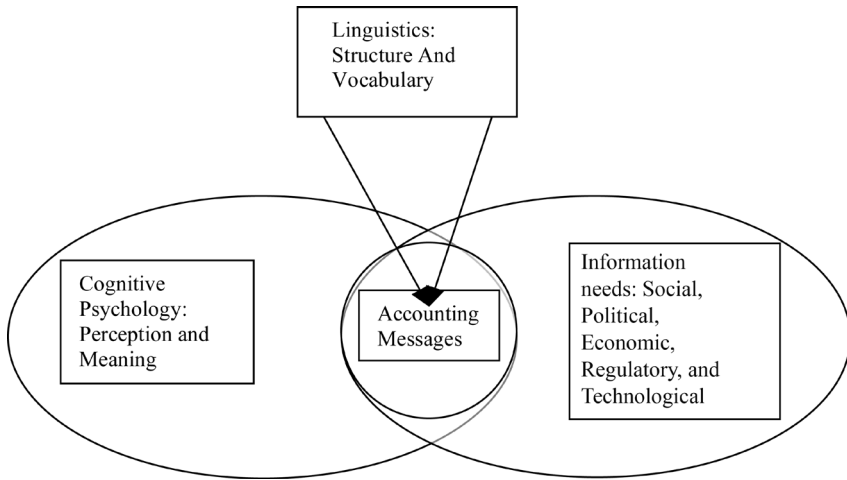 Linguistics:
Structure And
Vocabulary
Cognitive
Psychology:
Perception and
Meaning
Accounting
Messages
Information
needs: Social,
Political,
Economic,
Regulatory, and
Technological